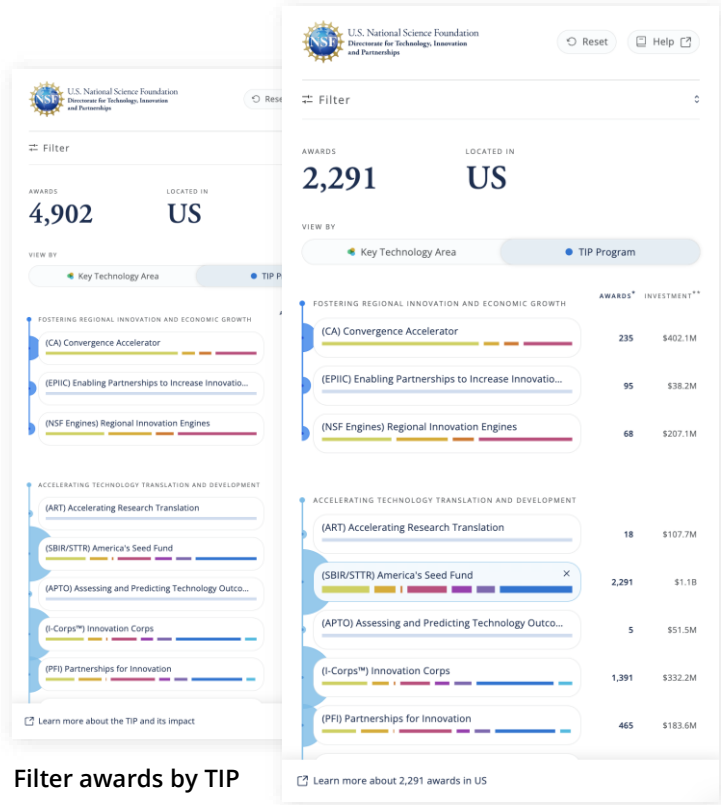 U.S. National Science Foundation
Directorate for Technology, Innovation
and Partnerships
NSF
Rese
Filter
AWARDS
LOCATED IN
4,902
US
VIEW BY
Key Technology Area
TIP P
FOSTERING REGIONAL INNOVATION AND ECONOMIC GROWTH
(CA) Convergence Accelerator
(EPIIC) Enabling Partnerships to Increase Innovatio...
(NSF Engines) Regional Innovation Engines
ACCELERATING TECHNOLOGY TRANSLATION AND DEVELOPMENT
(ART) Accelerating Research Translation
(SBIR/STTR) America's Seed Fund
(APTO) Assessing and Predicting Technology Outco...
(I-Corps™) Innovation Corps
(PFI) Partnerships for Innovation
Learn more about the TIP and its impact
Filter awards by TIP
U.S. National Science Foundation
Directorate for Technology, Innovation
and Partnerships
NSF
Reset
Help
Filter
AWARDS
LOCATED IN
2,291
US
VIEW BY
Key Technology Area
TIP Program
AWARDS* INVESTMENT**
FOSTERING REGIONAL INNOVATION AND ECONOMIC GROWTH
(CA) Convergence Accelerator 235 $402.1M
(EPIIC) Enabling Partnerships to Increase Innovatio... 95 $38.2M
(NSF Engines) Regional Innovation Engines 68 $207.1M
ACCELERATING TECHNOLOGY TRANSLATION AND DEVELOPMENT
(ART) Accelerating Research Translation 18 $107.7M
(SBIR/STTR) America's Seed Fund 2,291 $1.1B
(APTO) Assessing and Predicting Technology Outco... 5 $51.5M
(I-Corps™) Innovation Corps 1,391 $332.2M
(PFI) Partnerships for Innovation 465 $183.6M
Learn more about 2,291 awards in US